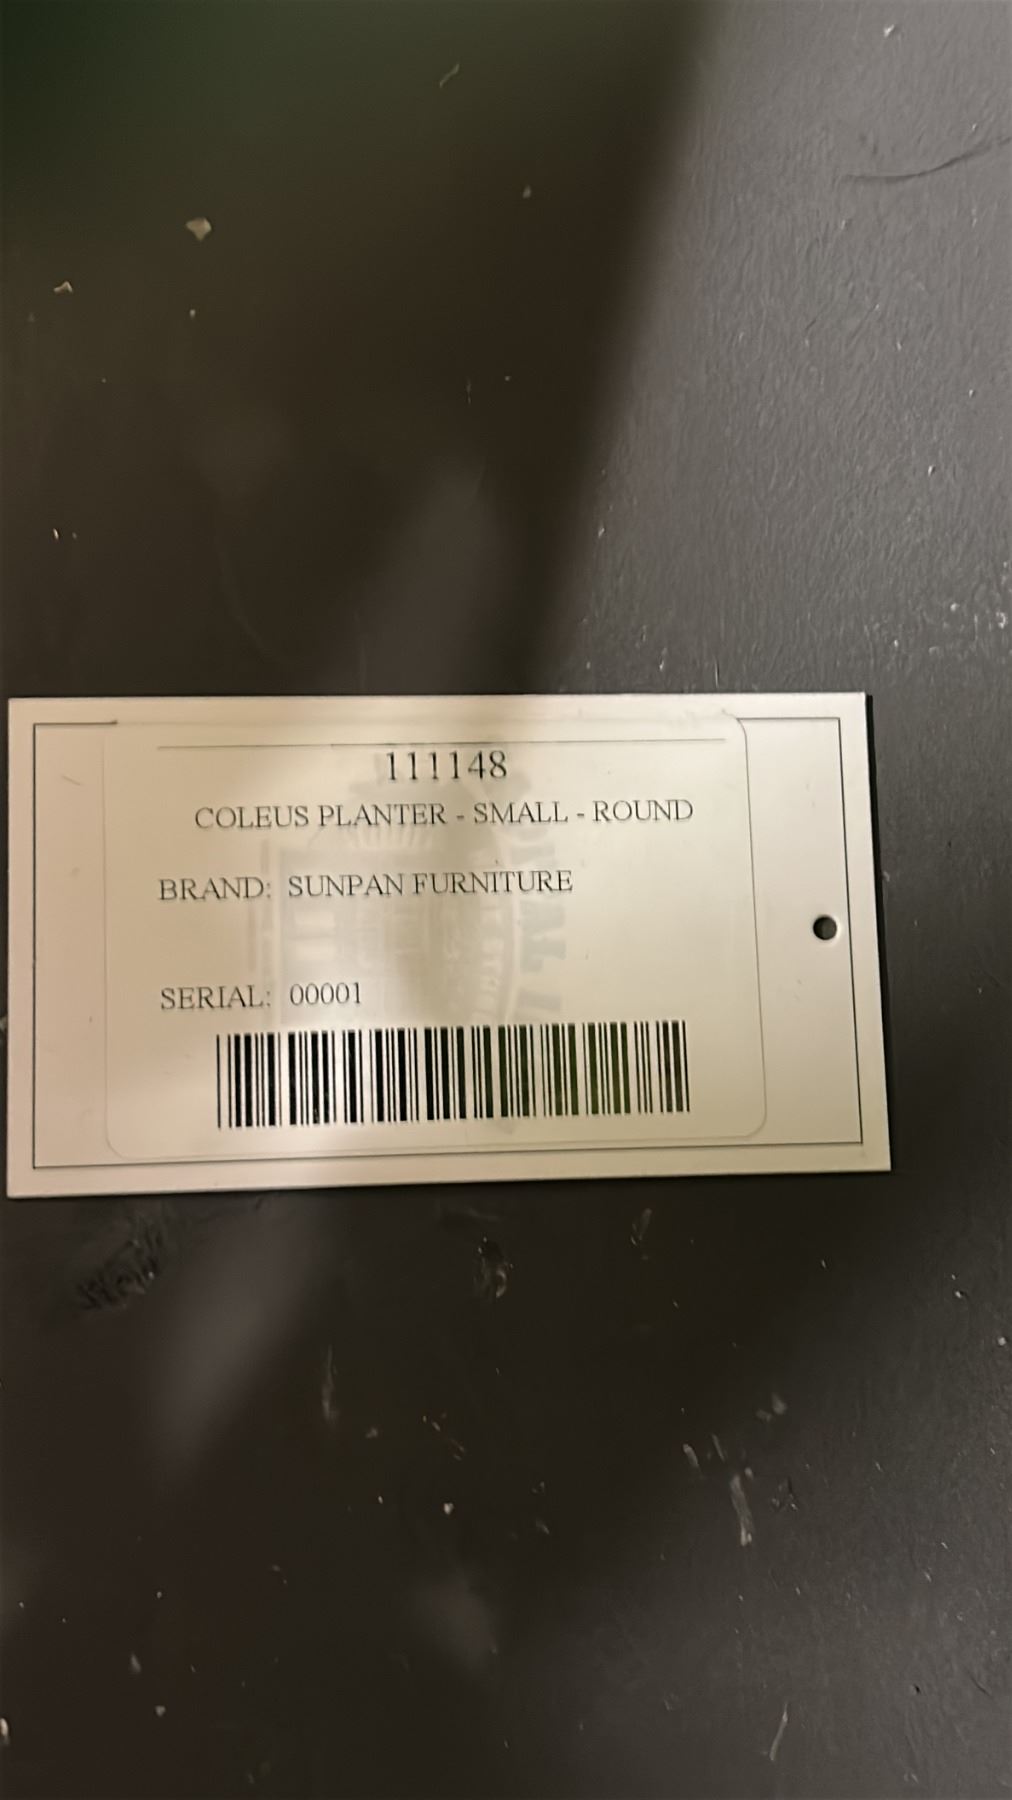 111148
COLEUS PLANTER - SMALL - ROUND
BRAND: SUNPAN FURNITURE
SERIAL: 00001